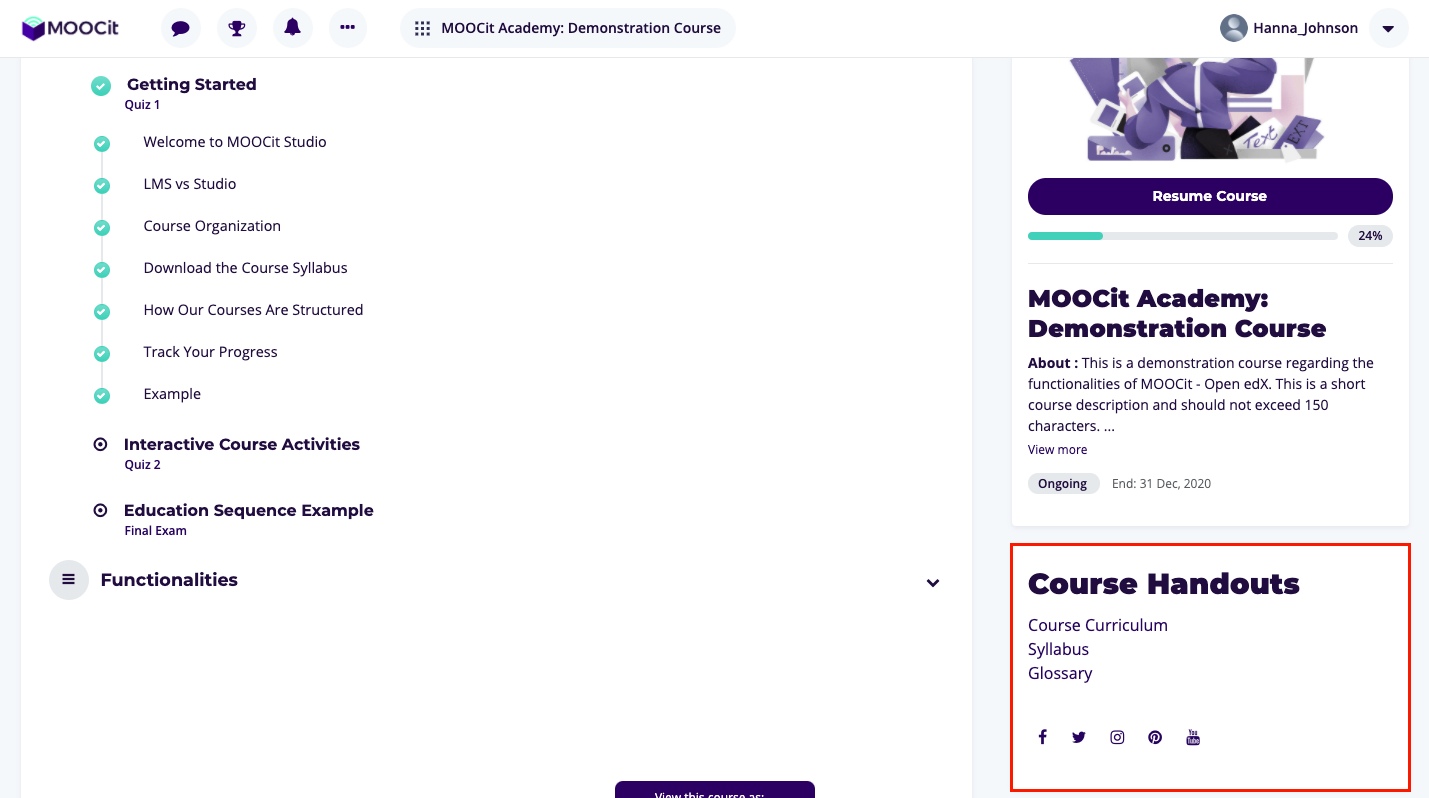 MOOCit
MOOCit Academy: Demonstration Course
Hanna_Johnson
Getting Started
Quiz 1
Welcome to MOOCit Studio
LMS vs Studio
Course Organization
Download the Course Syllabus
How Our Courses Are Structured
Track Your Progress
Example
Interactive Course Activities
Quiz 2
Education Sequence Example
Final Exam
Functionalities
View this course as:
Text
TEXT
Resume Course
24%
MOOCit Academy:
Demonstration Course
About : This is a demonstration course regarding the
functionalities of MOOCit - Open edX. This is a short
course description and should not exceed 150
characters. ...
View more
Ongoing
End: 31 Dec, 2020
Course Handouts
Course Curriculum
Syllabus
Glossary
You
Tube